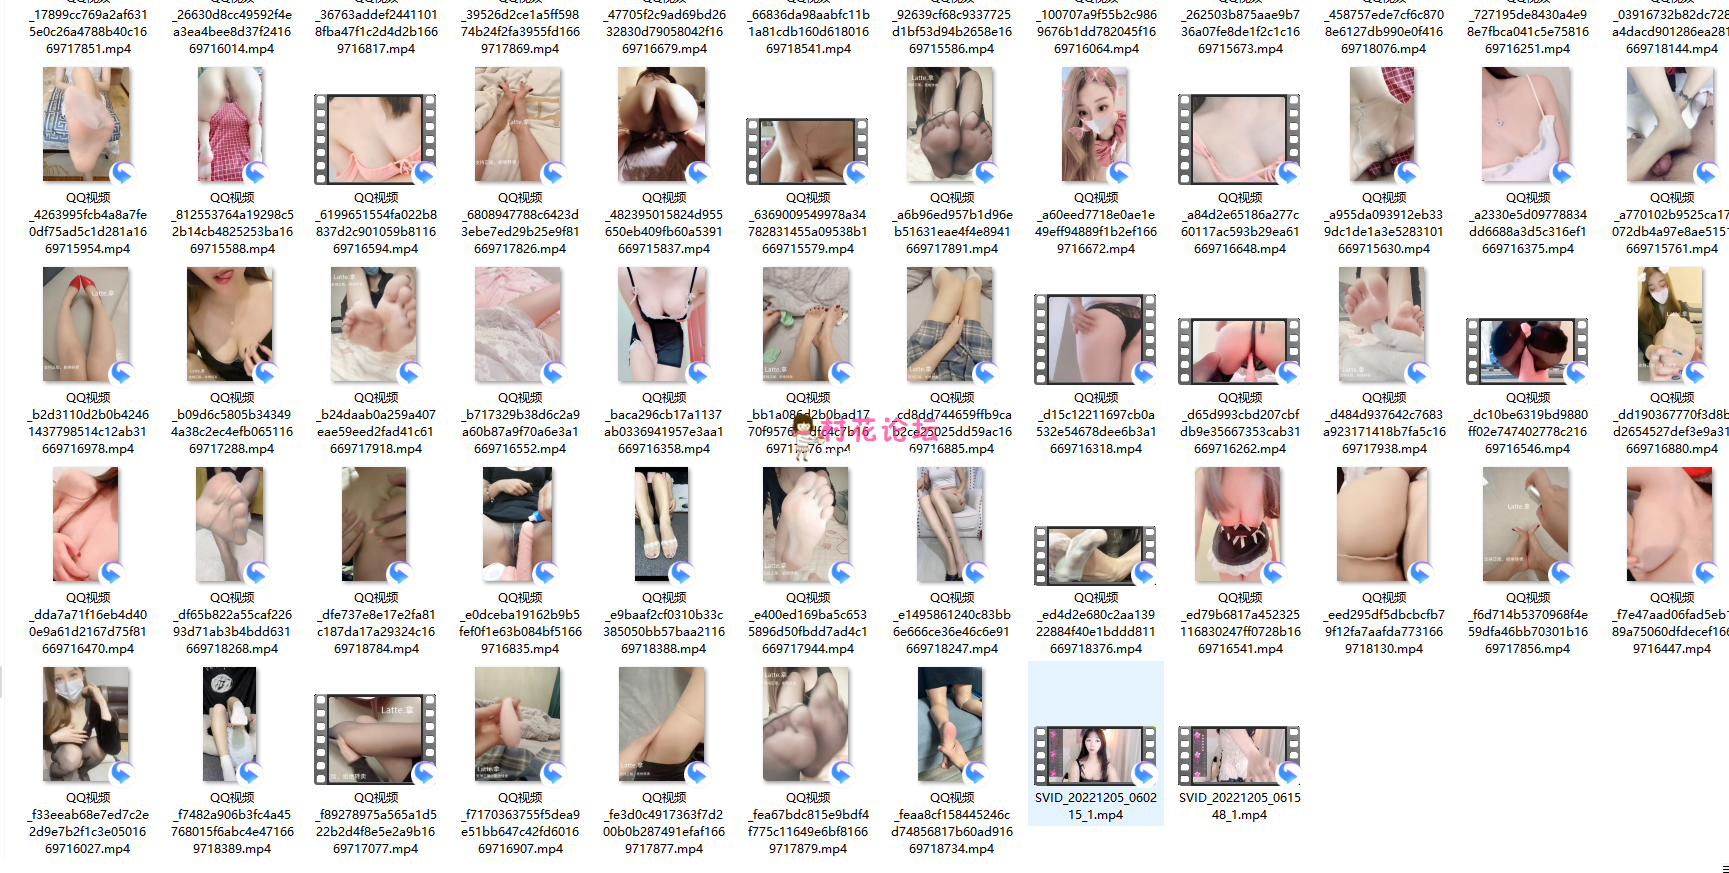 _17899cc769a2af631
5e0c26a4788b40c16
69717851.mp4
_26630d8cc49592f4e
a3ea4bee8d37f2416
69716014.mp4
_36763addef2441101
8fba47f1c2d4d2b166
9716817.mp4
_39526d2ce1a5ff598
74b24f2fa3955fd166
9717869.mp4
_47705f2c9ad69bd26
32830d79058042f16
69716679.mp4
_66836da98aabfc11b
1a81cdb160d618016
69718541.mp4
_92639cf68c9337725
d1bf53d94b2658e16
69715586.mp4
_100707a9f55b2c986
9676b1dd782045f16
69716064.mp4
_262503b875aae9b7
36a07fe8de1f2c1c16
69715673.mp4
_458757ede7cf6c870
8e6127db990e0f416
69718076.mp4
_727195de8430a4e9
8e7fbca041c5e75816
69716251.mp4
_03916732b82dc728
a4dacd901286ea281
669718144.mp4
QQ视频
_4263995fcb4a8a7fe
0df75ad5c1d281a16
69715954.mp4
QQ视频
_812553764a19298c5
2b14cb4825253ba16
69715588.mp4
QQ视频
_6199651554fa022b8
837d2c901059b8116
69716594.mp4
QQ视频
_6808947788c6423d
3ebe7ed29b25e9f81
669717826.mp4
QQ视频
_482395015824d955
650eb409fb60a5391
669715837.mp4
QQ视频
_6369009549978a34
782831455a09538b1
669715579.mp4
QQ视频
_a6b96ed957b1d96e
b51631eae4f4e8941
669717891.mp4
QQ视频
_a60eed7718e0ae1e
49eff94889f1b2ef166
9716672.mp4
QQ视频
_a84d2e65186a277c
60117ac593b29ea61
669716648.mp4
QQ视频
_a955da093912eb33
9dc1de1a3e5283101
669715630.mp4
QQ视频
_a2330e5d09778834
dd6688a3d5c316ef1
669716375.mp4
QQ视频
_a770102b9525ca17
072db4a97e8ae5151
669715761.mp4
QQ视频
_b2d3110d2b0b4246
1437798514c12ab31
669716978.mp4
QQ视频
_b09d6c5805b34349
4a38c2ec4efb065116
69717288.mp4
QQ视频
_b24daab0a259a407
eae59eed2fad41c61
669717918.mp4
QQ视频
_b717329b38d6c2a9
a60b87a9f70a6e3a1
669716552.mp4
QQ视频
_baca296cb17a1137
ab0336941957e3aa1
669716358.mp4
QQ视频
村花论坛
QQ视频
_cd8dd744659ffb9ca
QQ视频
_d15c12211697cb0a
532e54678dee6b3a1
669716318.mp4
QQ视频
_d65d993cbd207cbf
db9e35667353cab31
669716262.mp4
QQ视频
_d484d937642c7683
a923171418b7fa5c16
69717938.mp4
QQ视频
_dc10be6319bd9880
ff02e747402778c216
69716546.mp4
QQ视频
_dd190367770f3d8b
d2654527def3e9a31
669716880.mp4
QQ视频
_dda7a71f16eb4d40
0e9a61d2167d75f81
669716470.mp4
QQ视频
_df65b822a55caf226
93d71ab3b4bdd631
669718268.mp4
QQ视频
_dfe737e8e17e2fa81
c187da17a29324c16
69718784.mp4
QQ视频
_e0dceba19162b9b5
fef0f1e63b084bf5166
9716835.mp4
QQ视频
_e9baaf2cf0310b33c
385050bb57baa2116
69718388.mp4
QQ视频
_e400ed169ba5c653
5896d50fbdd7ad4c1
669717944.mp4
QQ视频
_e1495861240c83bb
6e666ce36e46c6e91
669718247.mp4
QQ视频
_ed4d2e680c2aa139
22884f40e1bddd811
669718376.mp4
QQ视频
_ed79b6817a452325
116830247ff0728b16
69716541.mp4
QQ视频
_eed295df5dbcbcfb7
9f12fa7aafda773166
9718130.mp4
QQ视频
_f6d714b5370968f4e
59dfa46bb70301b16
69717856.mp4
QQ视频
_f7e47aad06fad5eb
89a75060dfdecef166
9716447.mp4
QQ视频
_f33eeab68e7ed7c2e
2d9e7b2f1c3e05016
69716027.mp4
QQ视频
_f7482a906b3fc4a45
768015f6abc4e47166
9718389.mp4
QQ视频
_f89278975a565a1d5
22b2d4f8e5e2a9b16
69717077.mp4
QQ视频
_f7170363755f5dea9
e51bb647c42fd6016
69716907.mp4
QQ视频
_fe3d0c4917363f7d2
00b0b287491efaf166
9717877.mp4
QQ视频
_fea67bdc815e9bdf4
f775c11649e6bf8166
9717879.mp4
QQ视频
_feaa8cf158445246c
d74856817b60ad916
69718734.mp4
SVID_20221205_0602
15_1.mp4
SVID_20221205_0615
48_1.mp4